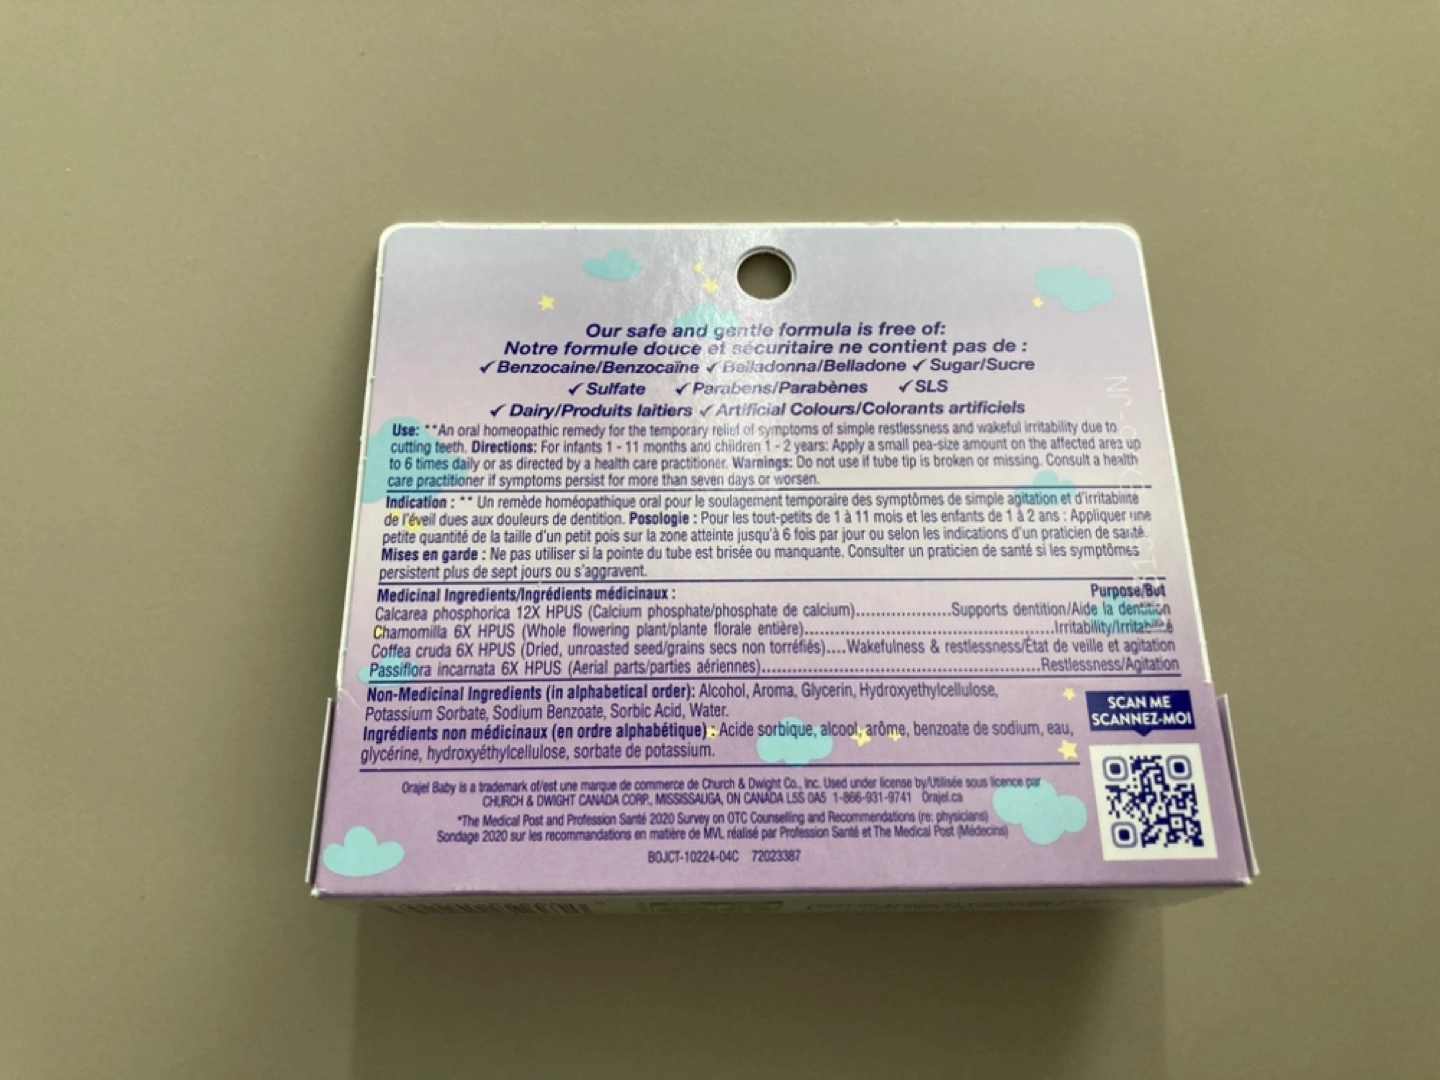 Our safe and gentle formula is free of:
Notre formule douce et sécuritaire ne contient pas de :
✓ Benzocaine/Benzocaïne ✓ Belladonna/Belladone ✓ Sugar/Sucre
✓ Sulfate ✓ Parabens/Parabènes ✓ SLS
✓ Dairy/Produits laitiers ✓ Artificial Colours/Colorants artificiels
Use: **An oral homeopathic remedy for the temporary relief of symptoms of simple restlessness and wakeful irritability due to
cutting teeth. Directions: For infants 1 - 11 months and children 1 - 2 years: Apply a small pea-size amount on the affected area up
to 6 times daily or as directed by a health care practitioner. Warnings: Do not use if tube tip is broken or missing. Consult a health
care practitioner if symptoms persist for more than seven days or worsen.
Indication : ** Un remède homéopathique oral pour le soulagement temporaire des symptômes de simple agitation et d'irritabilité
de l'éveil dues aux douleurs de dentition. Posologie : Pour les tout-petits de 1 à 11 mois et les enfants de 1 à 2 ans : Appliquer une
petite quantité de la taille d'un petit pois sur la zone atteinte jusqu'à 6 fois par jour ou selon les indications d'un praticien de santé.
Mises en garde : Ne pas utiliser si la pointe du tube est brisée ou manquante. Consulter un praticien de santé si les symptômes
persistent plus de sept jours ou s'aggravent.
Medicinal Ingredients/Ingrédients médicinaux : Purpose/But
Calcarea phosphorica 12X HPUS (Calcium phosphate/phosphate de calcium)...................Supports dentition/Aide la dentition
Chamomilla 6X HPUS (Whole flowering plant/plante florale entière)..................................................Irritability/Irritabilité
Coffea cruda 6X HPUS (Dried, unroasted seed/grains secs non torréfiés)....Wakefulness & restlessness/État de veille et agitation
Passiflora incarnata 6X HPUS (Aerial parts/parties aériennes)........................................................Restlessness/Agitation
Non-Medicinal Ingredients (in alphabetical order): Alcohol, Aroma, Glycerin, Hydroxyethylcellulose,
Potassium Sorbate, Sodium Benzoate, Sorbic Acid, Water.
Ingrédients non médicinaux (en ordre alphabétique) : Acide sorbique, alcool, arôme, benzoate de sodium, eau,
glycérine, hydroxyéthylcellulose, sorbate de potassium.
SCAN ME
SCANNEZ-MOI
Orajel Baby is a trademark of/est une marque de commerce de Church & Dwight Co., Inc. Used under license by/Utilisée sous licence par
CHURCH & DWIGHT CANADA CORP., MISSISSAUGA, ON CANADA L5S 0A5 1-866-931-9741 Orajel.ca
*The Medical Post and Profession Santé 2020 Survey on OTC Counselling and Recommendations (re: physicians)
Sondage 2020 sur les recommandations en matière de MVL réalisé par Profession Santé et The Medical Post (Médecins)
BOJCT-10224-04C 72023387